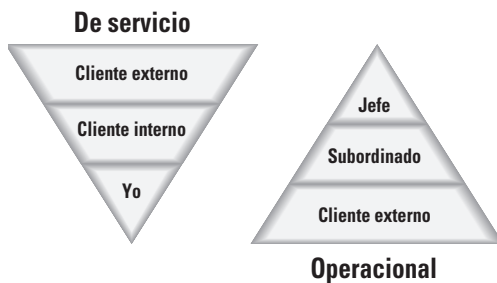 De servicio
Cliente externo
Cliente interno
Yo
Jefe
Subordinado
Cliente externo
Operacional